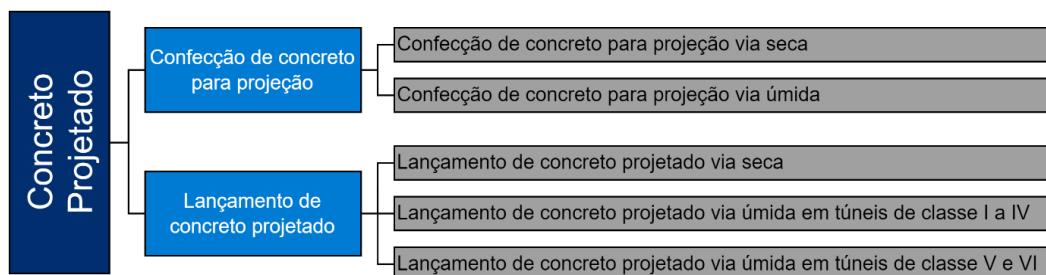 Concreto
Projetado
Confecção de concreto
para projeção
Confecção de concreto para projeção via seca
Confecção de concreto para projeção via úmida
Lançamento de
concreto projetado
Lançamento de concreto projetado via seca
Lançamento de concreto projetado via úmida em túneis de classe I a IV
Lançamento de concreto projetado via úmida em túneis de classe V e VI